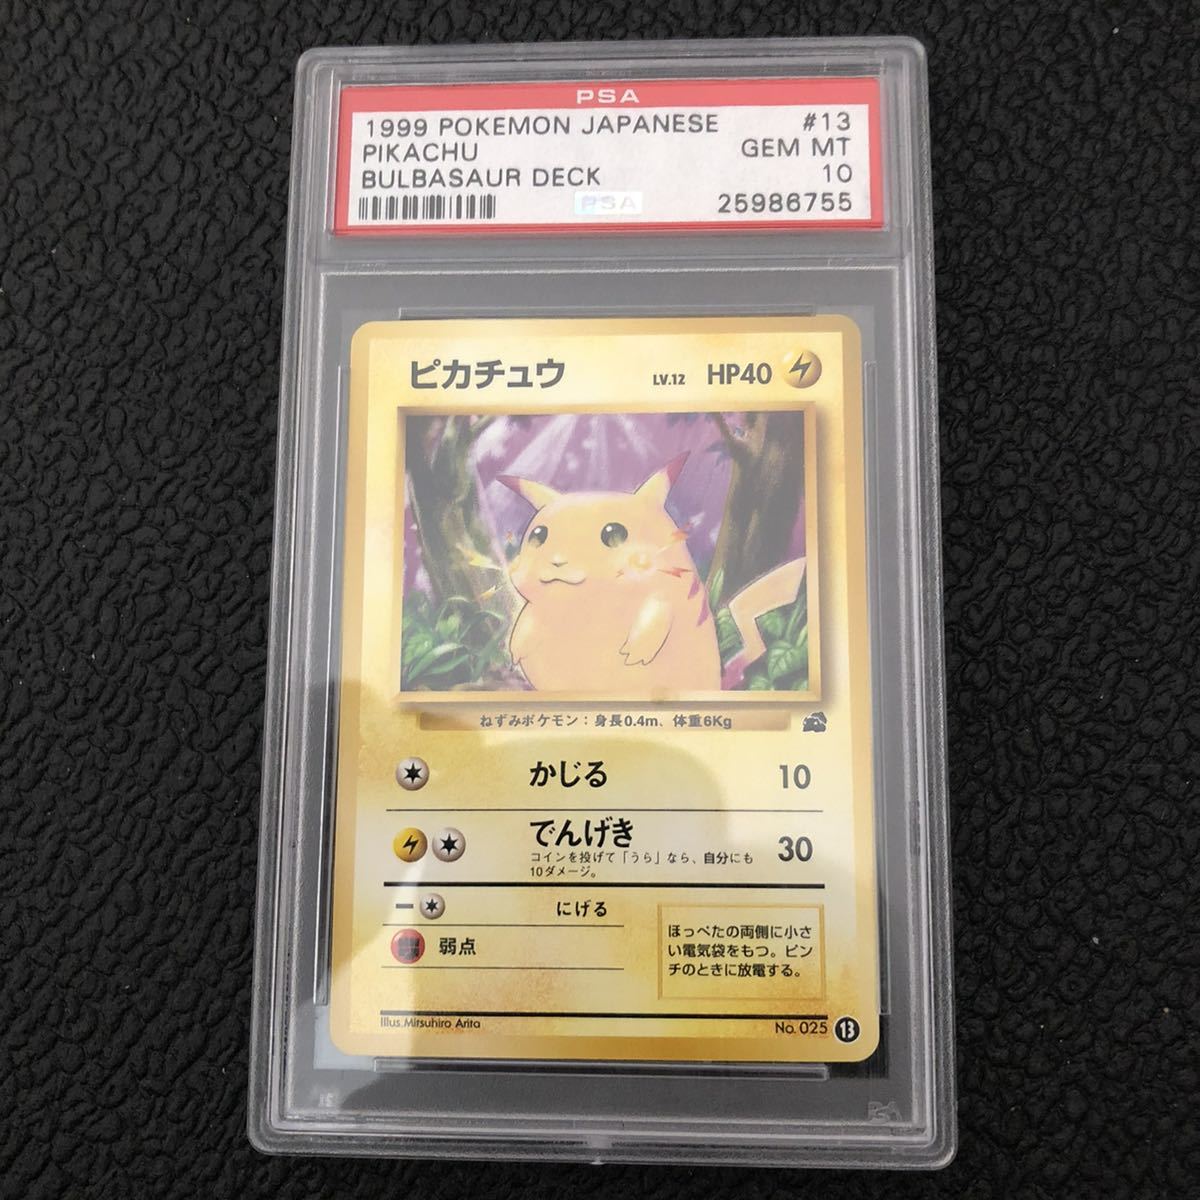 PSA
1999 POKEMON JAPANESE #13
PIKACHU GEM MT
BULBASAUR DECK 10
PSA 25986755
ピカチュウ LV.12 HP40
ねずみポケモン：身長0.4m、体重6Kg
かじる 10
でんげき 30
コインを投げて「うら」なら、自分にも
10ダメージ。
にげる
弱点
ほっぺたの両側に小さ
い電気袋をもつ。ピン
チのときに放電する。
Illus.Mitsuhiro Arita No. 025 13
PSA